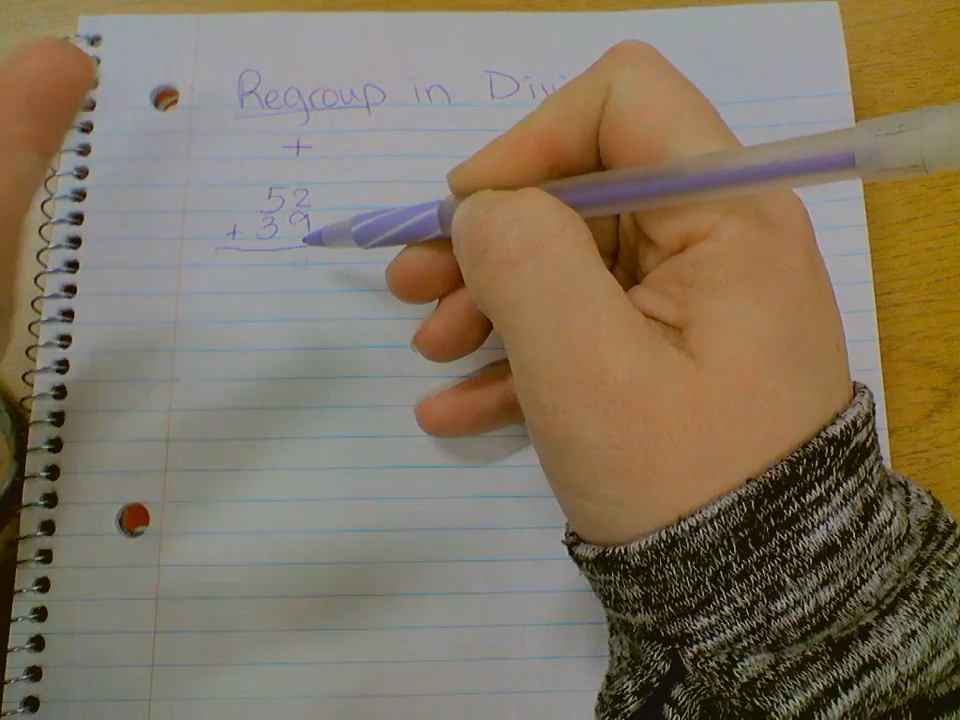 Regroup in
+
52
+ 39